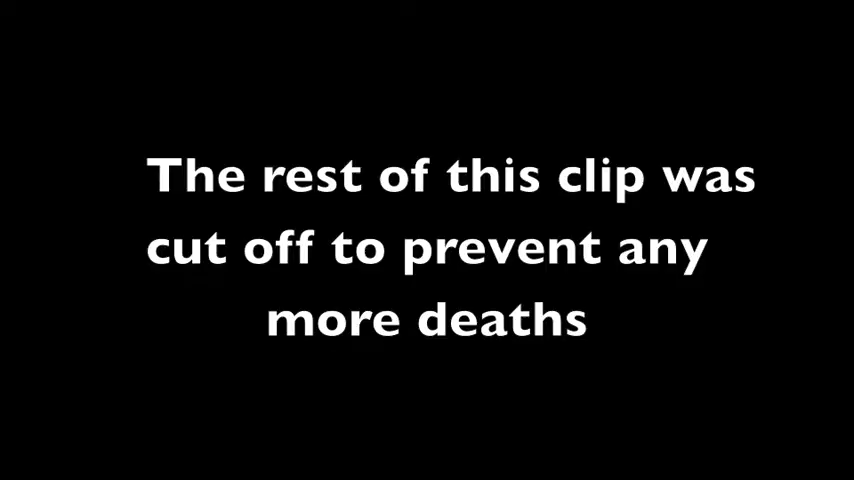 The rest of this clip was
cut off to prevent any
more deaths